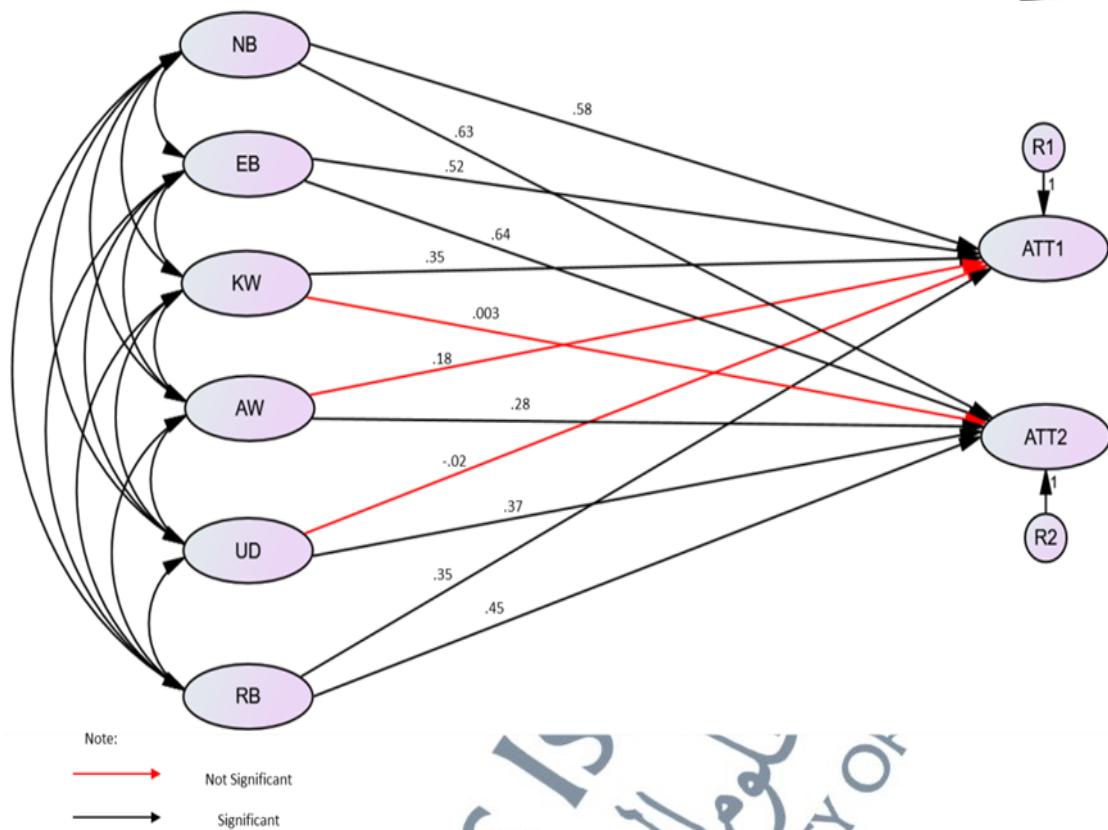 NB
.58
.63
R1
EB
.52
1
.64
ATT1
KW
.35
.003
.18
AW
.28
ATT2
-.02
1
.37
UD
R2
.35
.45
RB
Note:
Not Significant
Significant